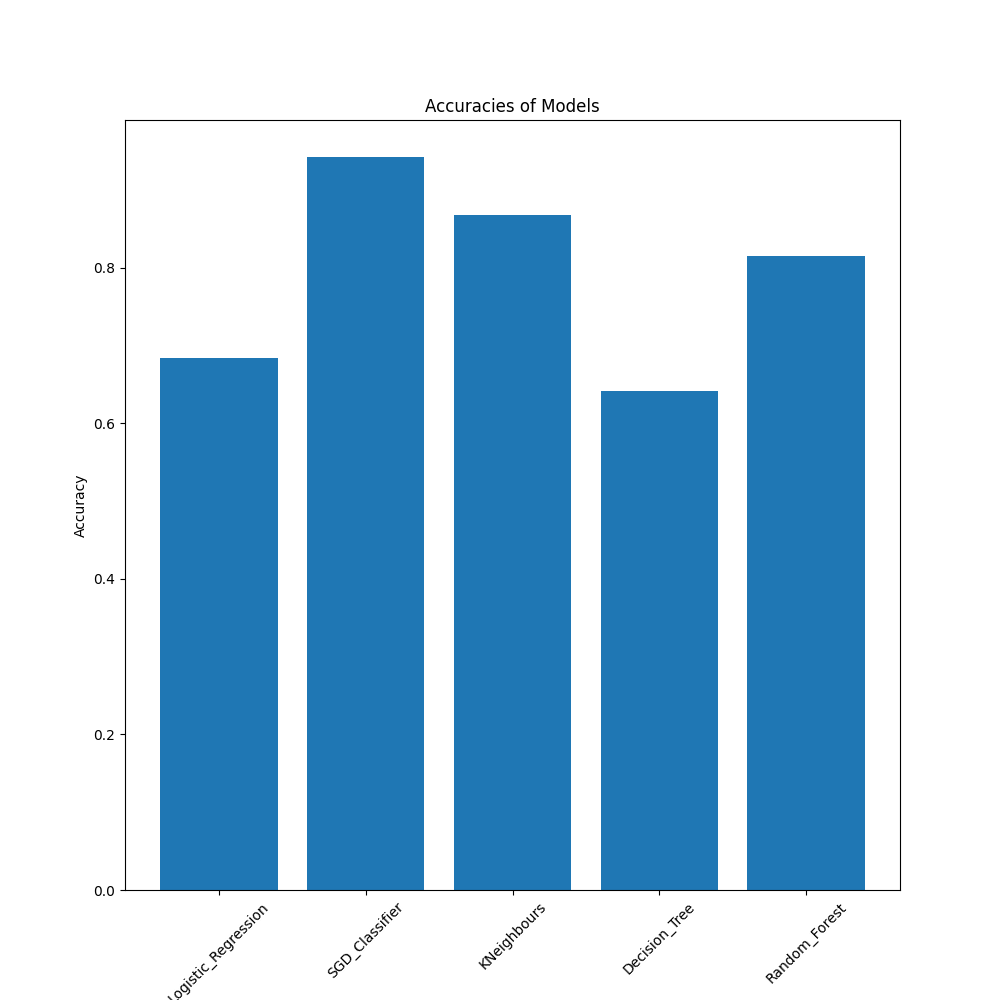 Accuracies of Models
Accuracy
0.8
0.6
0.4
0.2
0.0
Logistic_Regression
SGD_Classifier
KNeighbours
Decision_Tree
Random_Forest